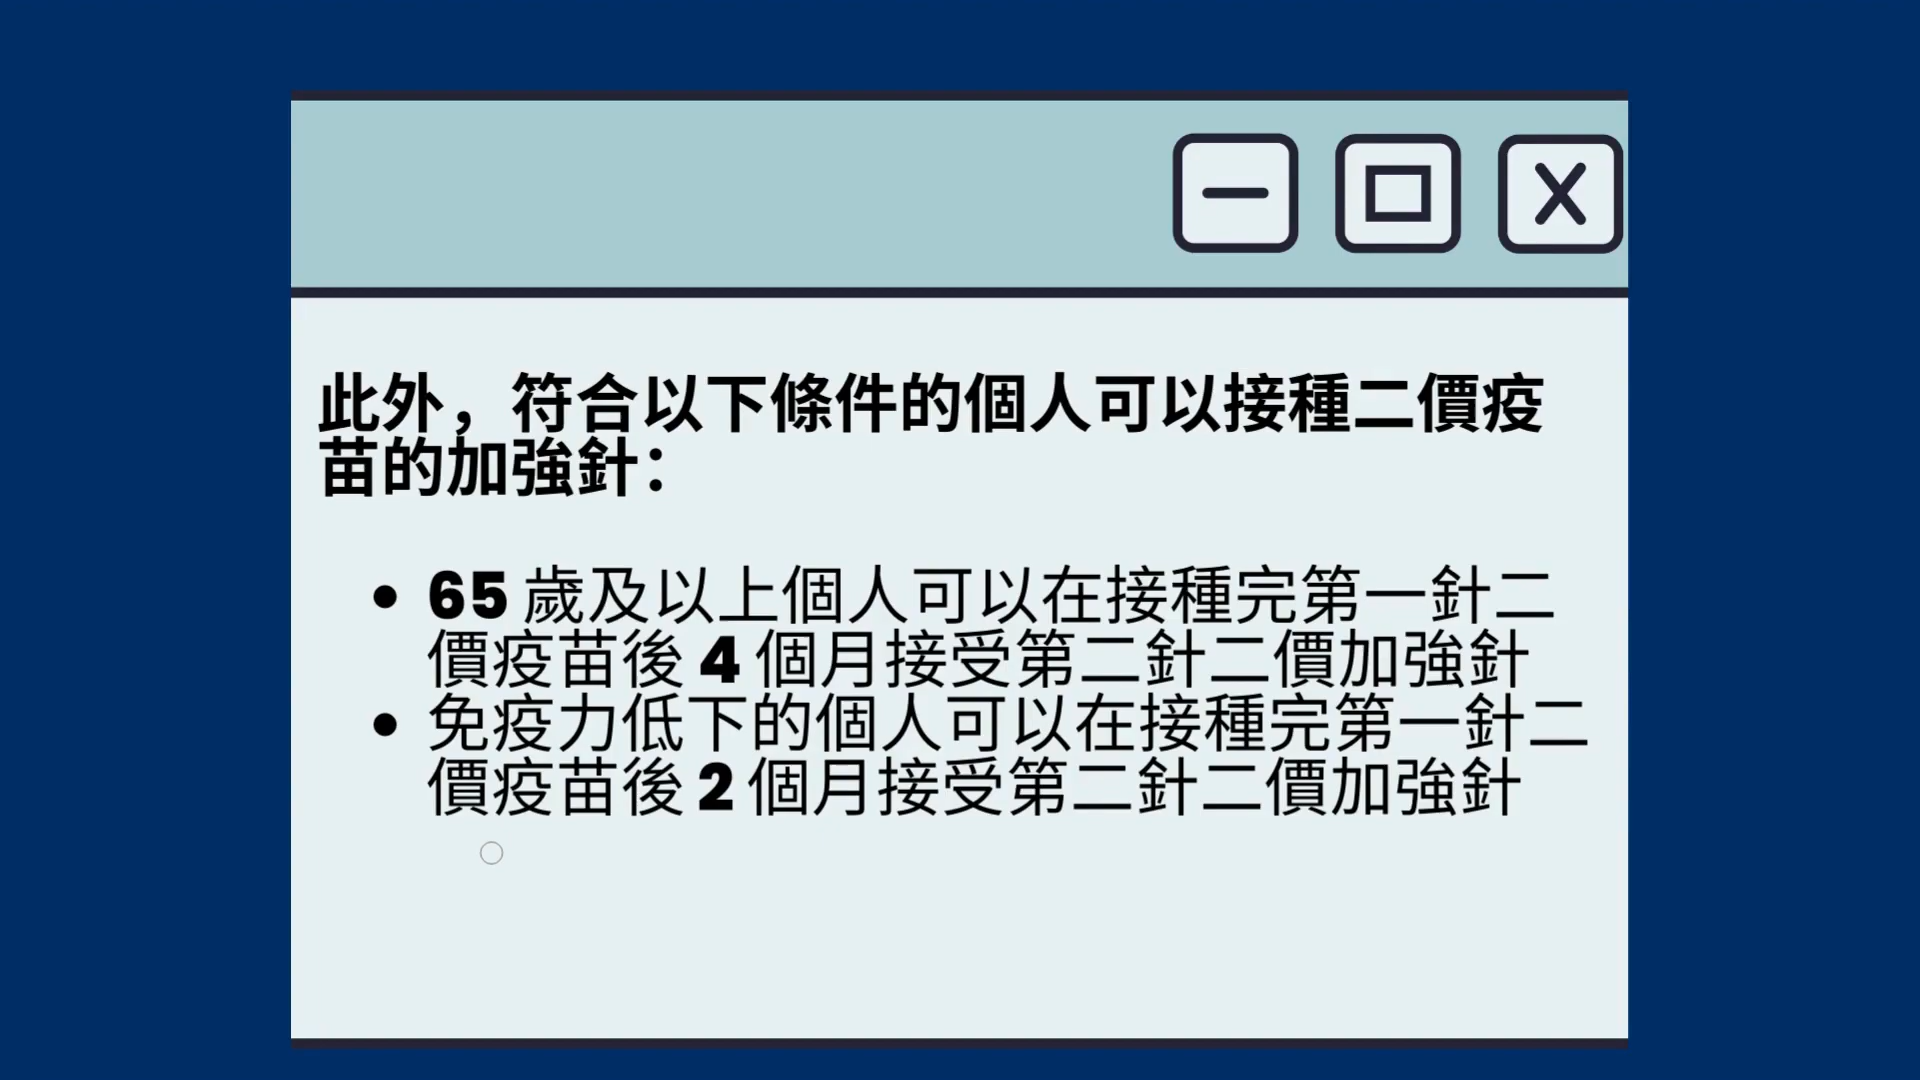 此外，符合以下條件的個人可以接種二價疫
苗的加強針：
• 65 歲及以上個人可以在接種完第一針二
價疫苗後 4 個月接受第二針二價加強針
• 免疫力低下的個人可以在接種完第一針二
價疫苗後 2 個月接受第二針二價加強針